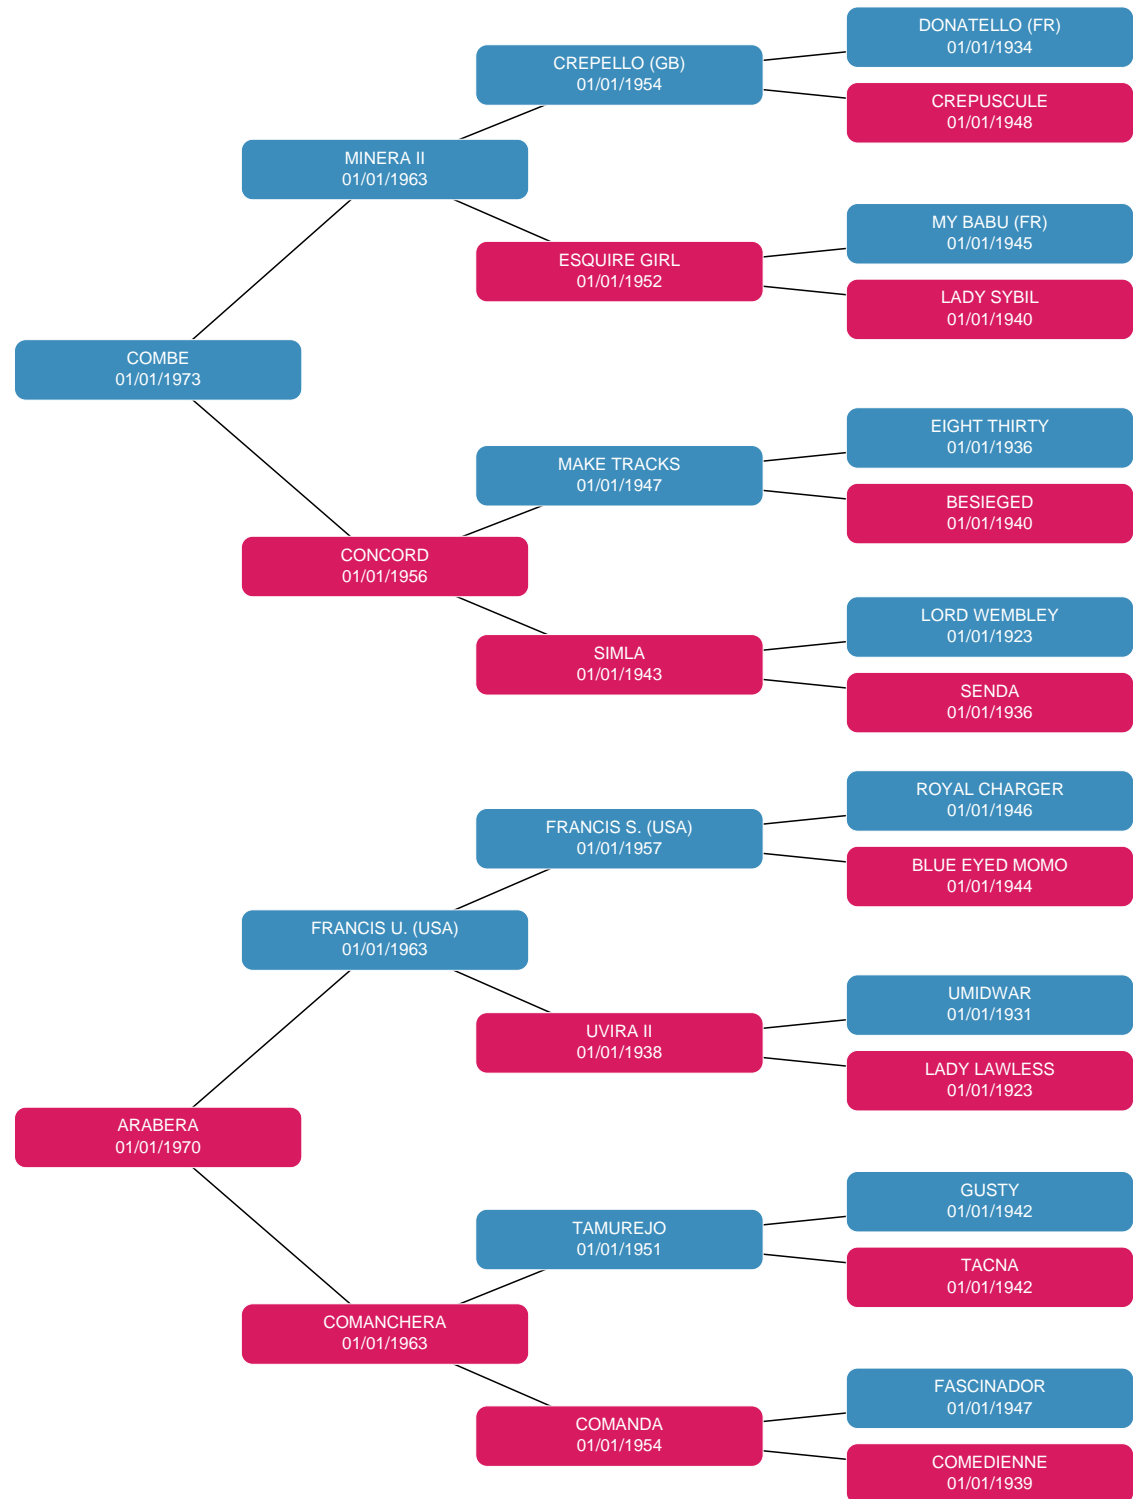 DONATELLO (FR)
01/01/1934
CREPELLO (GB)
01/01/1954
CREPUSCULE
01/01/1948
MINERA II
01/01/1963
MY BABU (FR)
01/01/1945
ESQUIRE GIRL
01/01/1952
LADY SYBIL
01/01/1940
COMBE
01/01/1973
EIGHT THIRTY
01/01/1936
MAKE TRACKS
01/01/1947
BESIEGED
01/01/1940
CONCORD
01/01/1956
LORD WEMBLEY
01/01/1923
SIMLA
01/01/1943
SENDA
01/01/1936
ROYAL CHARGER
01/01/1946
FRANCIS S. (USA)
01/01/1957
BLUE EYED MOMO
01/01/1944
FRANCIS U. (USA)
01/01/1963
UMIDWAR
01/01/1931
UVIRA II
01/01/1938
LADY LAWLESS
01/01/1923
ARABERA
01/01/1970
GUSTY
01/01/1942
TAMUREJO
01/01/1951
TACNA
01/01/1942
COMANCHERA
01/01/1963
FASCINADOR
01/01/1947
COMANDA
01/01/1954
COMEDIENNE
01/01/1939